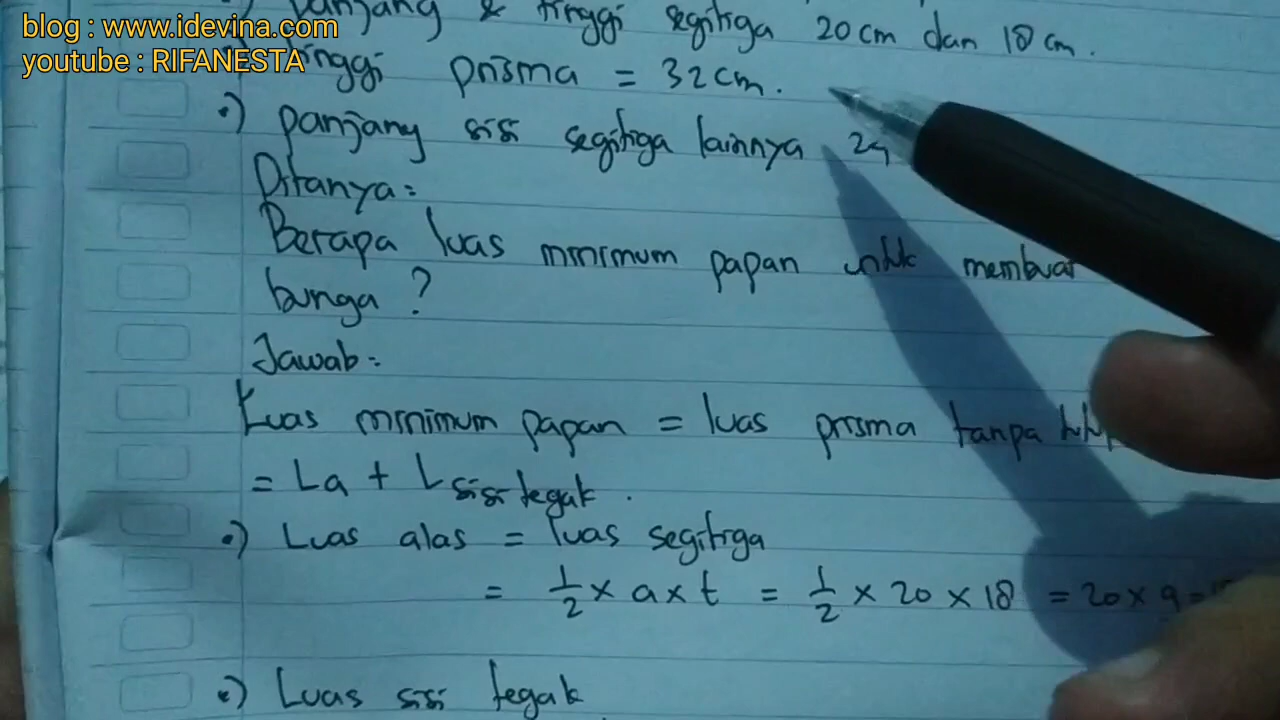 blog : www.idevina.com
youtube : RIFANESTA
panjang & tinggi segitiga 20 cm dan 18 cm.
tinggi prisma = 32 cm.
•) panjang sisi segitiga lainnya
Ditanya :
Berapa luas minimum papan untuk membuat
bunga ?
Jawab :
Luas minimum papan = luas prisma tanpa
= La + L sisi tegak .
•) Luas alas = luas segitiga
= 1/2 × a × t = 1/2 × 20 × 18 = 20 × 9 =
•) Luas sisi tegak